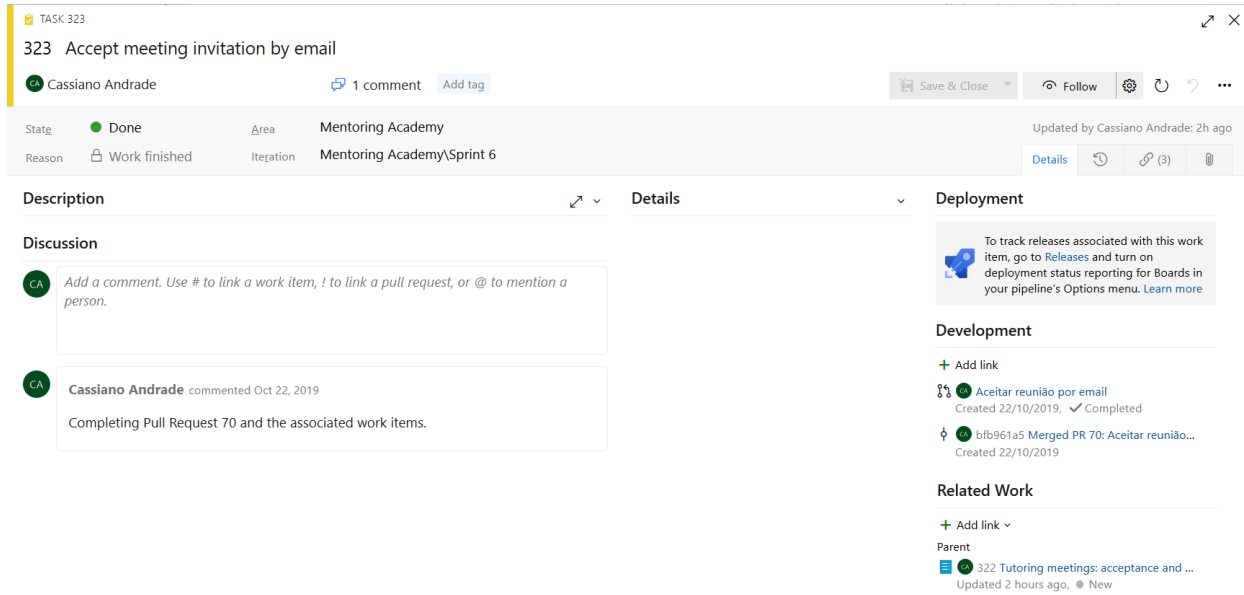 TASK 323
323 Accept meeting invitation by email
CA Cassiano Andrade
1 comment
Add tag
Save & Close
Follow
State
Done
Area
Mentoring Academy
Updated by Cassiano Andrade: 2h ago
Reason
Work finished
Iteration
Mentoring Academy\Sprint 6
Details
(3)
Description
Details
Deployment
To track releases associated with this work
item, go to Releases and turn on
deployment status reporting for Boards in
your pipeline's Options menu. Learn more
Discussion
CA
Add a comment. Use # to link a work item, ! to link a pull request, or @ to mention a
person.
CA
Cassiano Andrade commented Oct 22, 2019
Completing Pull Request 70 and the associated work items.
Development
Add link
CA Aceitar reunião por email
Created 22/10/2019, Completed
CA bfb961a5 Merged PR 70: Aceitar reunião...
Created 22/10/2019
Related Work
Add link
Parent
CA 322 Tutoring meetings: acceptance and ...
Updated 2 hours ago, New